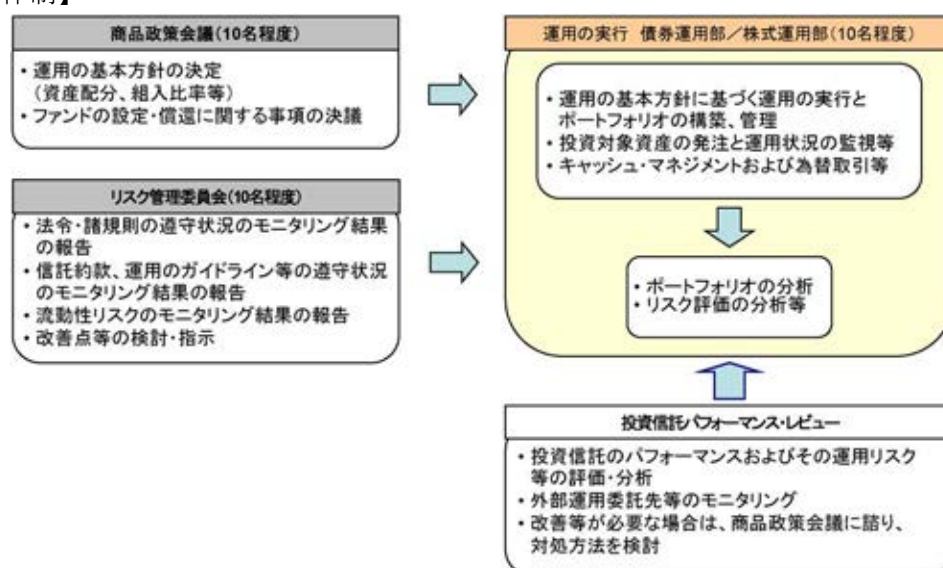 商品政策会議(10名程度)
・運用の基本方針の決定
(資産配分、組入比率等)
・ファンドの設定・償還に関する事項の決議
リスク管理委員会(10名程度)
・法令・諸規則の遵守状況のモニタリング結果
の報告
・信託約款、運用のガイドライン等の遵守状況
のモニタリング結果の報告
・流動性リスクのモニタリング結果の報告
・改善点等の検討・指示
運用の実行 債券運用部/株式運用部(10名程度)
・運用の基本方針に基づく運用の実行と
ポートフォリオの構築、管理
・投資対象資産の発注と運用状況の監視等
・キャッシュ・マネジメントおよび為替取引等
・ポートフォリオの分析
・リスク評価の分析等
投資信託パフォーマンス・レビュー
・投資信託のパフォーマンスおよびその運用リスク
等の評価・分析
・外部運用委託先等のモニタリング
・改善等が必要な場合は、商品政策会議に諮り、
対処方法を検討